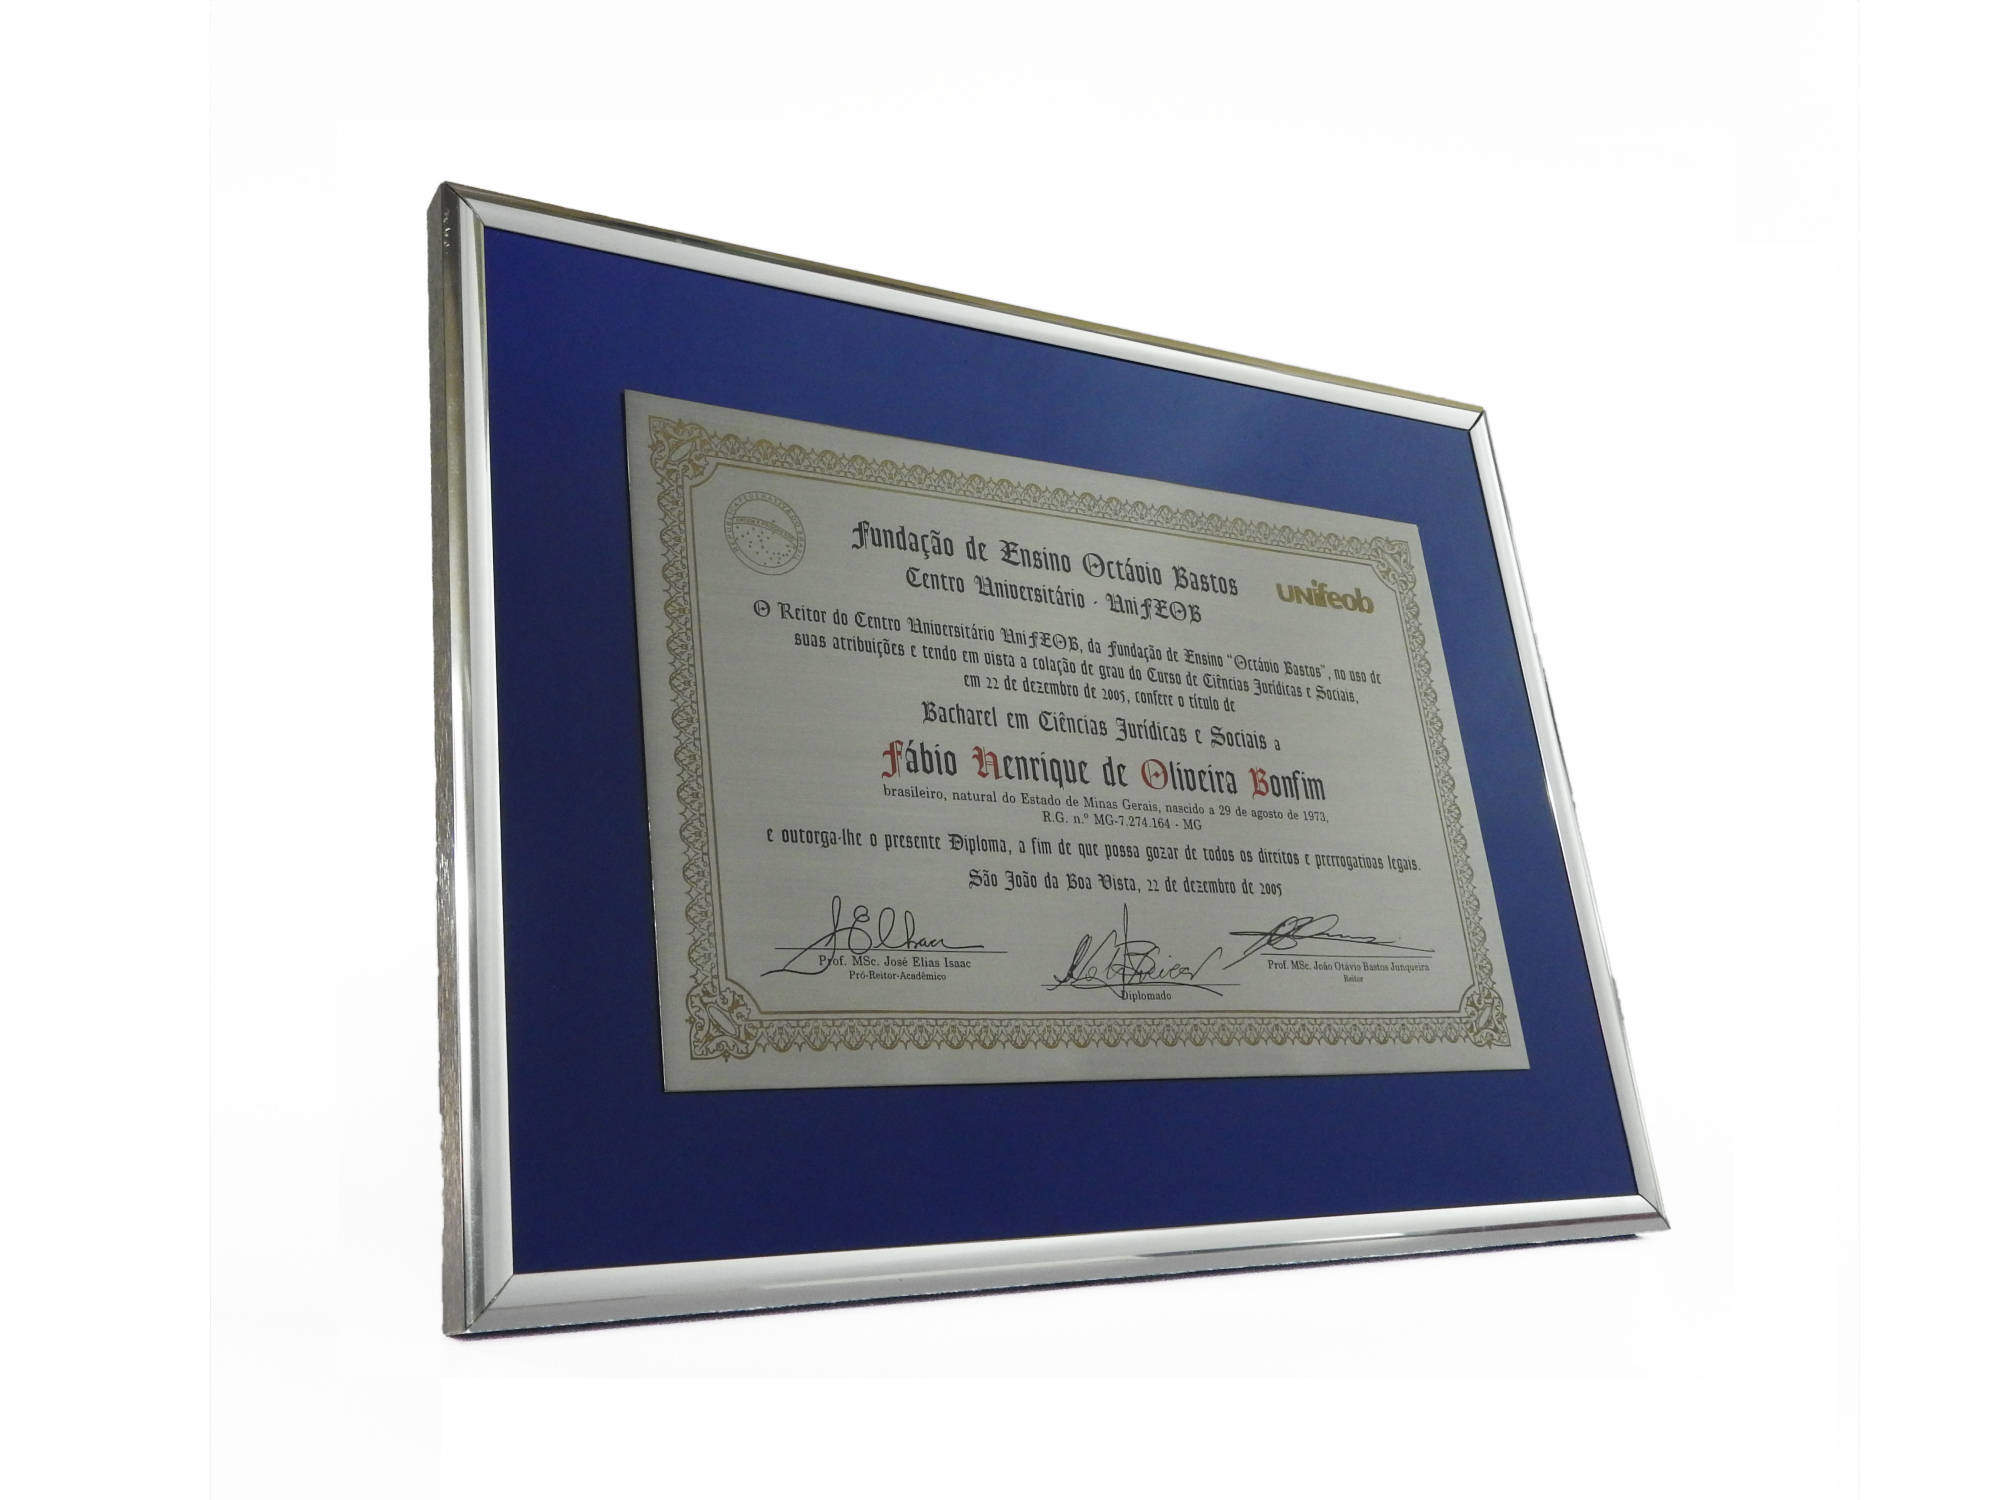 Fundação de Ensino Octávio Bastos
Centro Universitário - UniFEOB
unifeob
O Reitor do Centro Universitário UniFEOB, da Fundação de Ensino "Octávio Bastos", no uso de
suas atribuições e tendo em vista a colação de grau do Curso de Ciências Jurídicas e Sociais,
em 22 de dezembro de 2005, confere o título de
Bacharel em Ciências Jurídicas e Sociais a
Fábio Henrique de Oliveira Bonfim
brasileiro, natural do Estado de Minas Gerais, nascido a 29 de agosto de 1973,
R.G. n.º MG-7.274.164 - MG
e outorga-lhe o presente Diploma, a fim de que possa gozar de todos os direitos e prerrogativas legais.
São João da Boa Vista, 22 de dezembro de 2005
Prof. MSc. José Elias Isaac
Pró-Reitor-Acadêmico
Diplomado
Prof. MSc. João Otávio Bastos Junqueira
Reitor